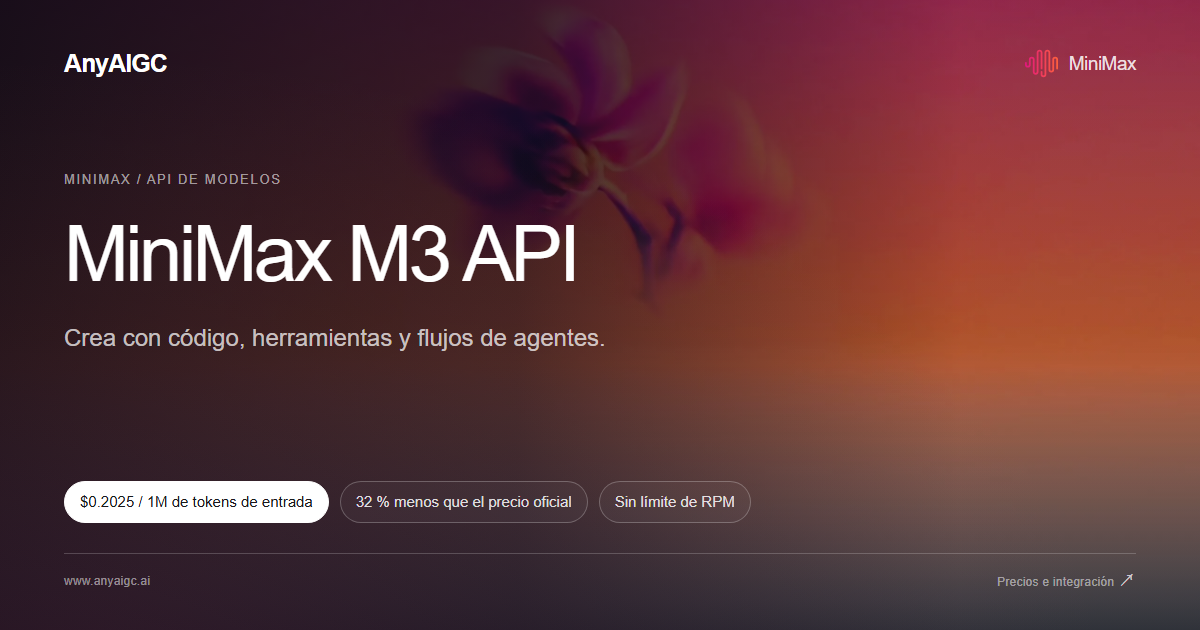 AnyAIGC
MiniMax
MINIMAX / API DE MODELOS
MiniMax M3 API
Crea con código, herramientas y flujos de agentes.
$0.2025 / 1M de tokens de entrada
32 % menos que el precio oficial
Sin límite de RPM
www.anyaigc.ai
Precios e integración ↗